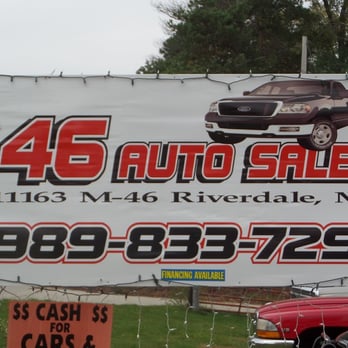 46 AUTO SALE
11163 M-46 Riverdale,
989-833-729
FINANCING AVAILABLE
$$ CASH $$
FOR
CARS &